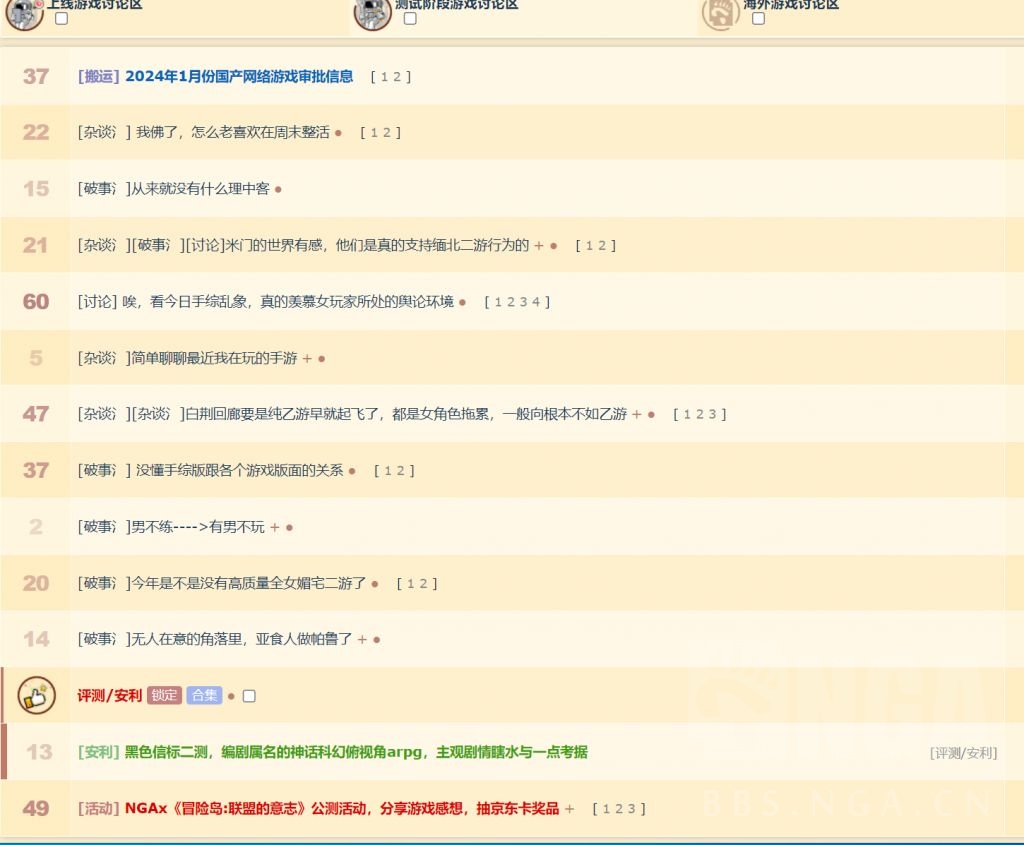 上线游戏讨论区 测试阶段游戏讨论区 海外游戏讨论区
37 [搬运] 2024年1月份国产网络游戏审批信息 [ 1 2 ]
22 [杂谈氵] 我佛了，怎么老喜欢在周末整活 ● [ 1 2 ]
15 [破事氵]从来就没有什么理中客 ●
21 [杂谈氵][破事氵][讨论]米门的世界有感，他们是真的支持缅北二游行为的 + ● [ 1 2 ]
60 [讨论] 唉，看今日手综乱象，真的羡慕女玩家所处的舆论环境 ● [ 1 2 3 4 ]
5 [杂谈氵]简单聊聊最近我在玩的手游 + ●
47 [杂谈氵][杂谈氵]白荆回廊要是纯乙游早就起飞了，都是女角色拖累，一般向根本不如乙游 + ● [ 1 2 3 ]
37 [破事氵] 没懂手综版跟各个游戏版面的关系 ● [ 1 2 ]
2 [破事氵]男不练---->有男不玩 + ●
20 [破事氵]今年是不是没有高质量全女媚宅二游了 ● [ 1 2 ]
14 [破事氵]无人在意的角落里，亚食人做帕鲁了 + ●
评测/安利 锁定 合集 ●
13 [安利] 黑色信标二测，编剧属名的神话科幻俯视角arpg，主观剧情瞎水与一点考据 [评测/安利]
49 [活动] NGAx《冒险岛:联盟的意志》公测活动，分享游戏感想，抽京东卡奖品 + [ 1 2 3 ]
NGA
BBS.NGA.CN